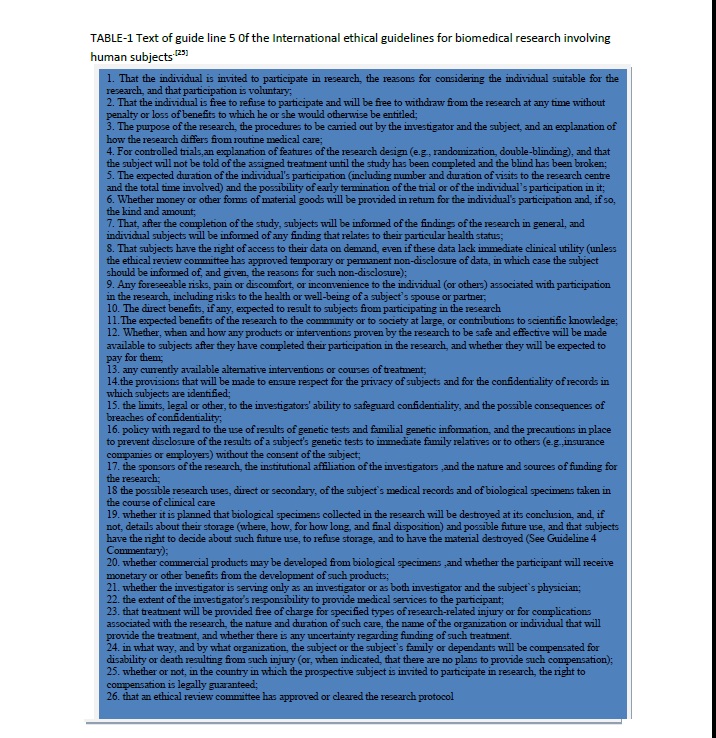 TABLE-1 Text of guide line 5 0f the International ethical guidelines for biomedical research involving
human subjects [25]
1. That the individual is invited to participate in research, the reasons for considering the individual suitable for the
research, and that participation is voluntary;
2. That the individual is free to refuse to participate and will be free to withdraw from the research at any time without
penalty or loss of benefits to which he or she would otherwise be entitled;
3. The purpose of the research, the procedures to be carried out by the investigator and the subject, and an explanation of
how the research differs from routine medical care;
4. For controlled trials,an explanation of features of the research design (e.g., randomization, double-blinding), and that
the subject will not be told of the assigned treatment until the study has been completed and the blind has been broken;
5. The expected duration of the individual's participation (including number and duration of visits to the research centre
and the total time involved) and the possibility of early termination of the trial or of the individual's participation in it;
6. Whether money or other forms of material goods will be provided in return for the individual's participation and, if so,
the kind and amount;
7. That, after the completion of the study, subjects will be informed of the findings of the research in general, and
individual subjects will be informed of any finding that relates to their particular health status;
8. That subjects have the right of access to their data on demand, even if these data lack immediate clinical utility (unless
the ethical review committee has approved temporary or permanent non-disclosure of data, in which case the subject
should be informed of, and given, the reasons for such non-disclosure);
9. Any foreseeable risks, pain or discomfort, or inconvenience to the individual (or others) associated with participation
in the research, including risks to the health or well-being of a subject's spouse or partner;
10. The direct benefits, if any, expected to result to subjects from participating in the research
11.The expected benefits of the research to the community or to society at large, or contributions to scientific knowledge;
12. Whether, when and how any products or interventions proven by the research to be safe and effective will be made
available to subjects after they have completed their participation in the research, and whether they will be expected to
pay for them;
13. any currently available alternative interventions or courses of treatment;
14.the provisions that will be made to ensure respect for the privacy of subjects and for the confidentiality of records in
which subjects are identified;
15. the limits, legal or other, to the investigators' ability to safeguard confidentiality, and the possible consequences of
breaches of confidentiality;
16. policy with regard to the use of results of genetic tests and familial genetic information, and the precautions in place
to prevent disclosure of the results of a subject's genetic tests to immediate family relatives or to others (e.g.,insurance
companies or employers) without the consent of the subject;
17. the sponsors of the research, the institutional affiliation of the investigators ,and the nature and sources of funding for
the research;
18 the possible research uses, direct or secondary, of the subject's medical records and of biological specimens taken in
the course of clinical care
19. whether it is planned that biological specimens collected in the research will be destroyed at its conclusion, and, if
not, details about their storage (where, how, for how long, and final disposition) and possible future use, and that subjects
have the right to decide about such future use, to refuse storage, and to have the material destroyed (See Guideline 4
Commentary);
20. whether commercial products may be developed from biological specimens ,and whether the participant will receive
monetary or other benefits from the development of such products;
21. whether the investigator is serving only as an investigator or as both investigator and the subject`s physician;
22. the extent of the investigator's responsibility to provide medical services to the participant;
23. that treatment will be provided free of charge for specified types of research-related injury or for complications
associated with the research, the nature and duration of such care, the name of the organization or individual that will
provide the treatment, and whether there is any uncertainty regarding funding of such treatment.
24. in what way, and by what organization, the subject or the subject`s family or dependants will be compensated for
disability or death resulting from such injury (or, when indicated, that there are no plans to provide such compensation);
25. whether or not, in the country in which the prospective subject is invited to participate in research, the right to
compensation is legally guaranteed;
26. that an ethical review committee has approved or cleared the research protocol